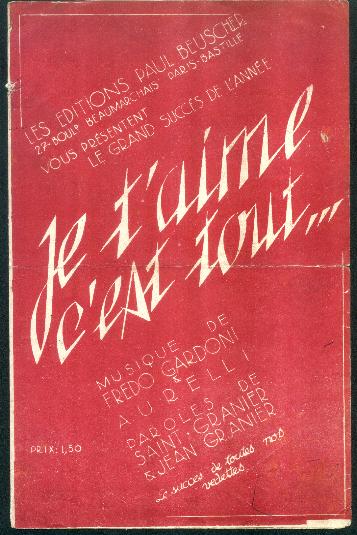 LES EDITIONS PAUL BEUSCHER
27 BOULᴰ BEAUMARCHAIS PARIS-BASTILLE
VOUS PRÉSENTENT
LE GRAND SUCCÈS DE L'ANNÉE
Je t'aime
c'est tout...
MUSIQUE DE
FREDO GARDONI
&
AURELLI
PAROLES DE
SAINT-GRANIER
& JEAN GRANIER
PRIX: 1,50
Le succès de toutes nos
vedettes